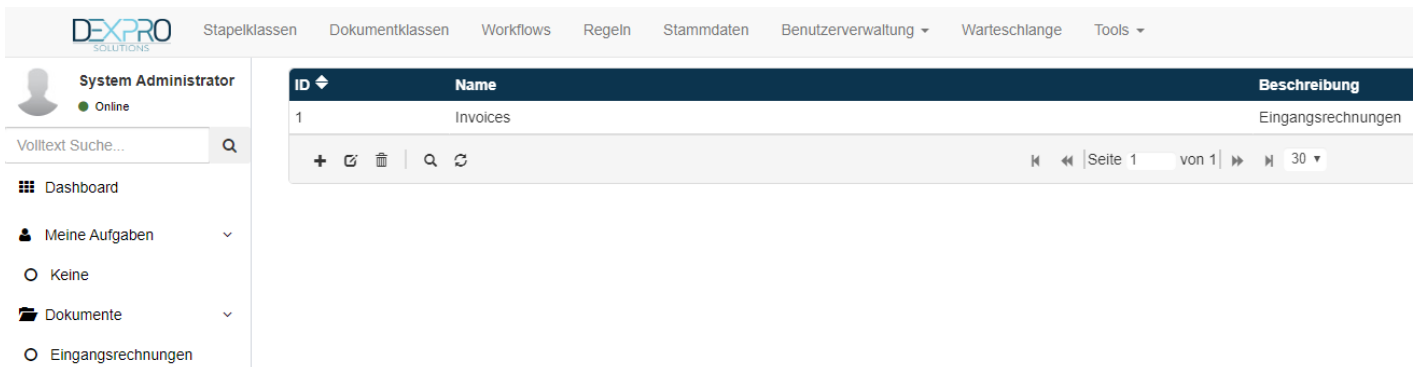 DEXPRO
SOLUTIONS
Stapelklassen Dokumentklassen Workflows Regeln Stammdaten Benutzerverwaltung Warteschlange Tools
System Administrator
Online
Volltext Suche...
Dashboard
Meine Aufgaben
Keine
Dokumente
Eingangsrechnungen
ID Name Beschreibung
1 Invoices Eingangsrechnungen
Seite 1 von 1 30